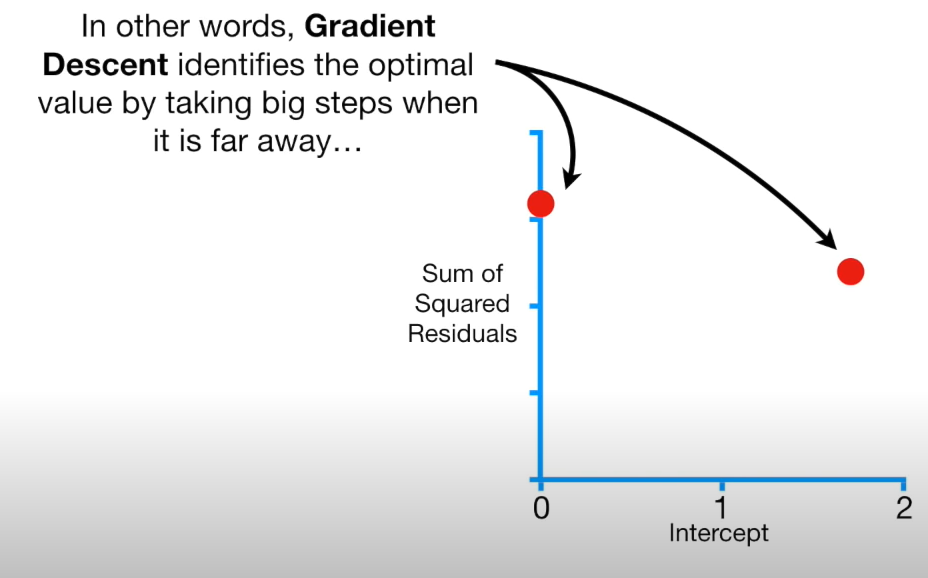 In other words, Gradient
Descent identifies the optimal
value by taking big steps when
it is far away…
Sum of
Squared
Residuals
0
1
2
Intercept